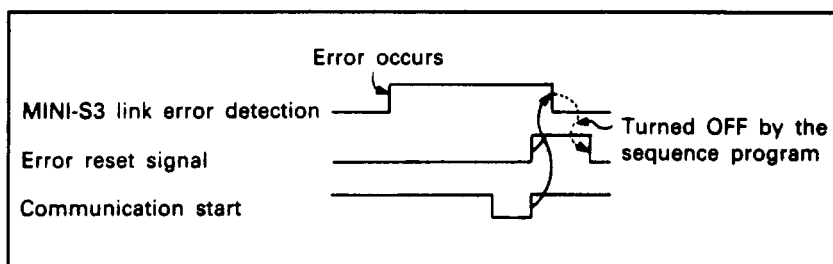 Error occurs
MINI-S3 link error detection
Turned OFF by the
sequence program
Error reset signal
Communication start